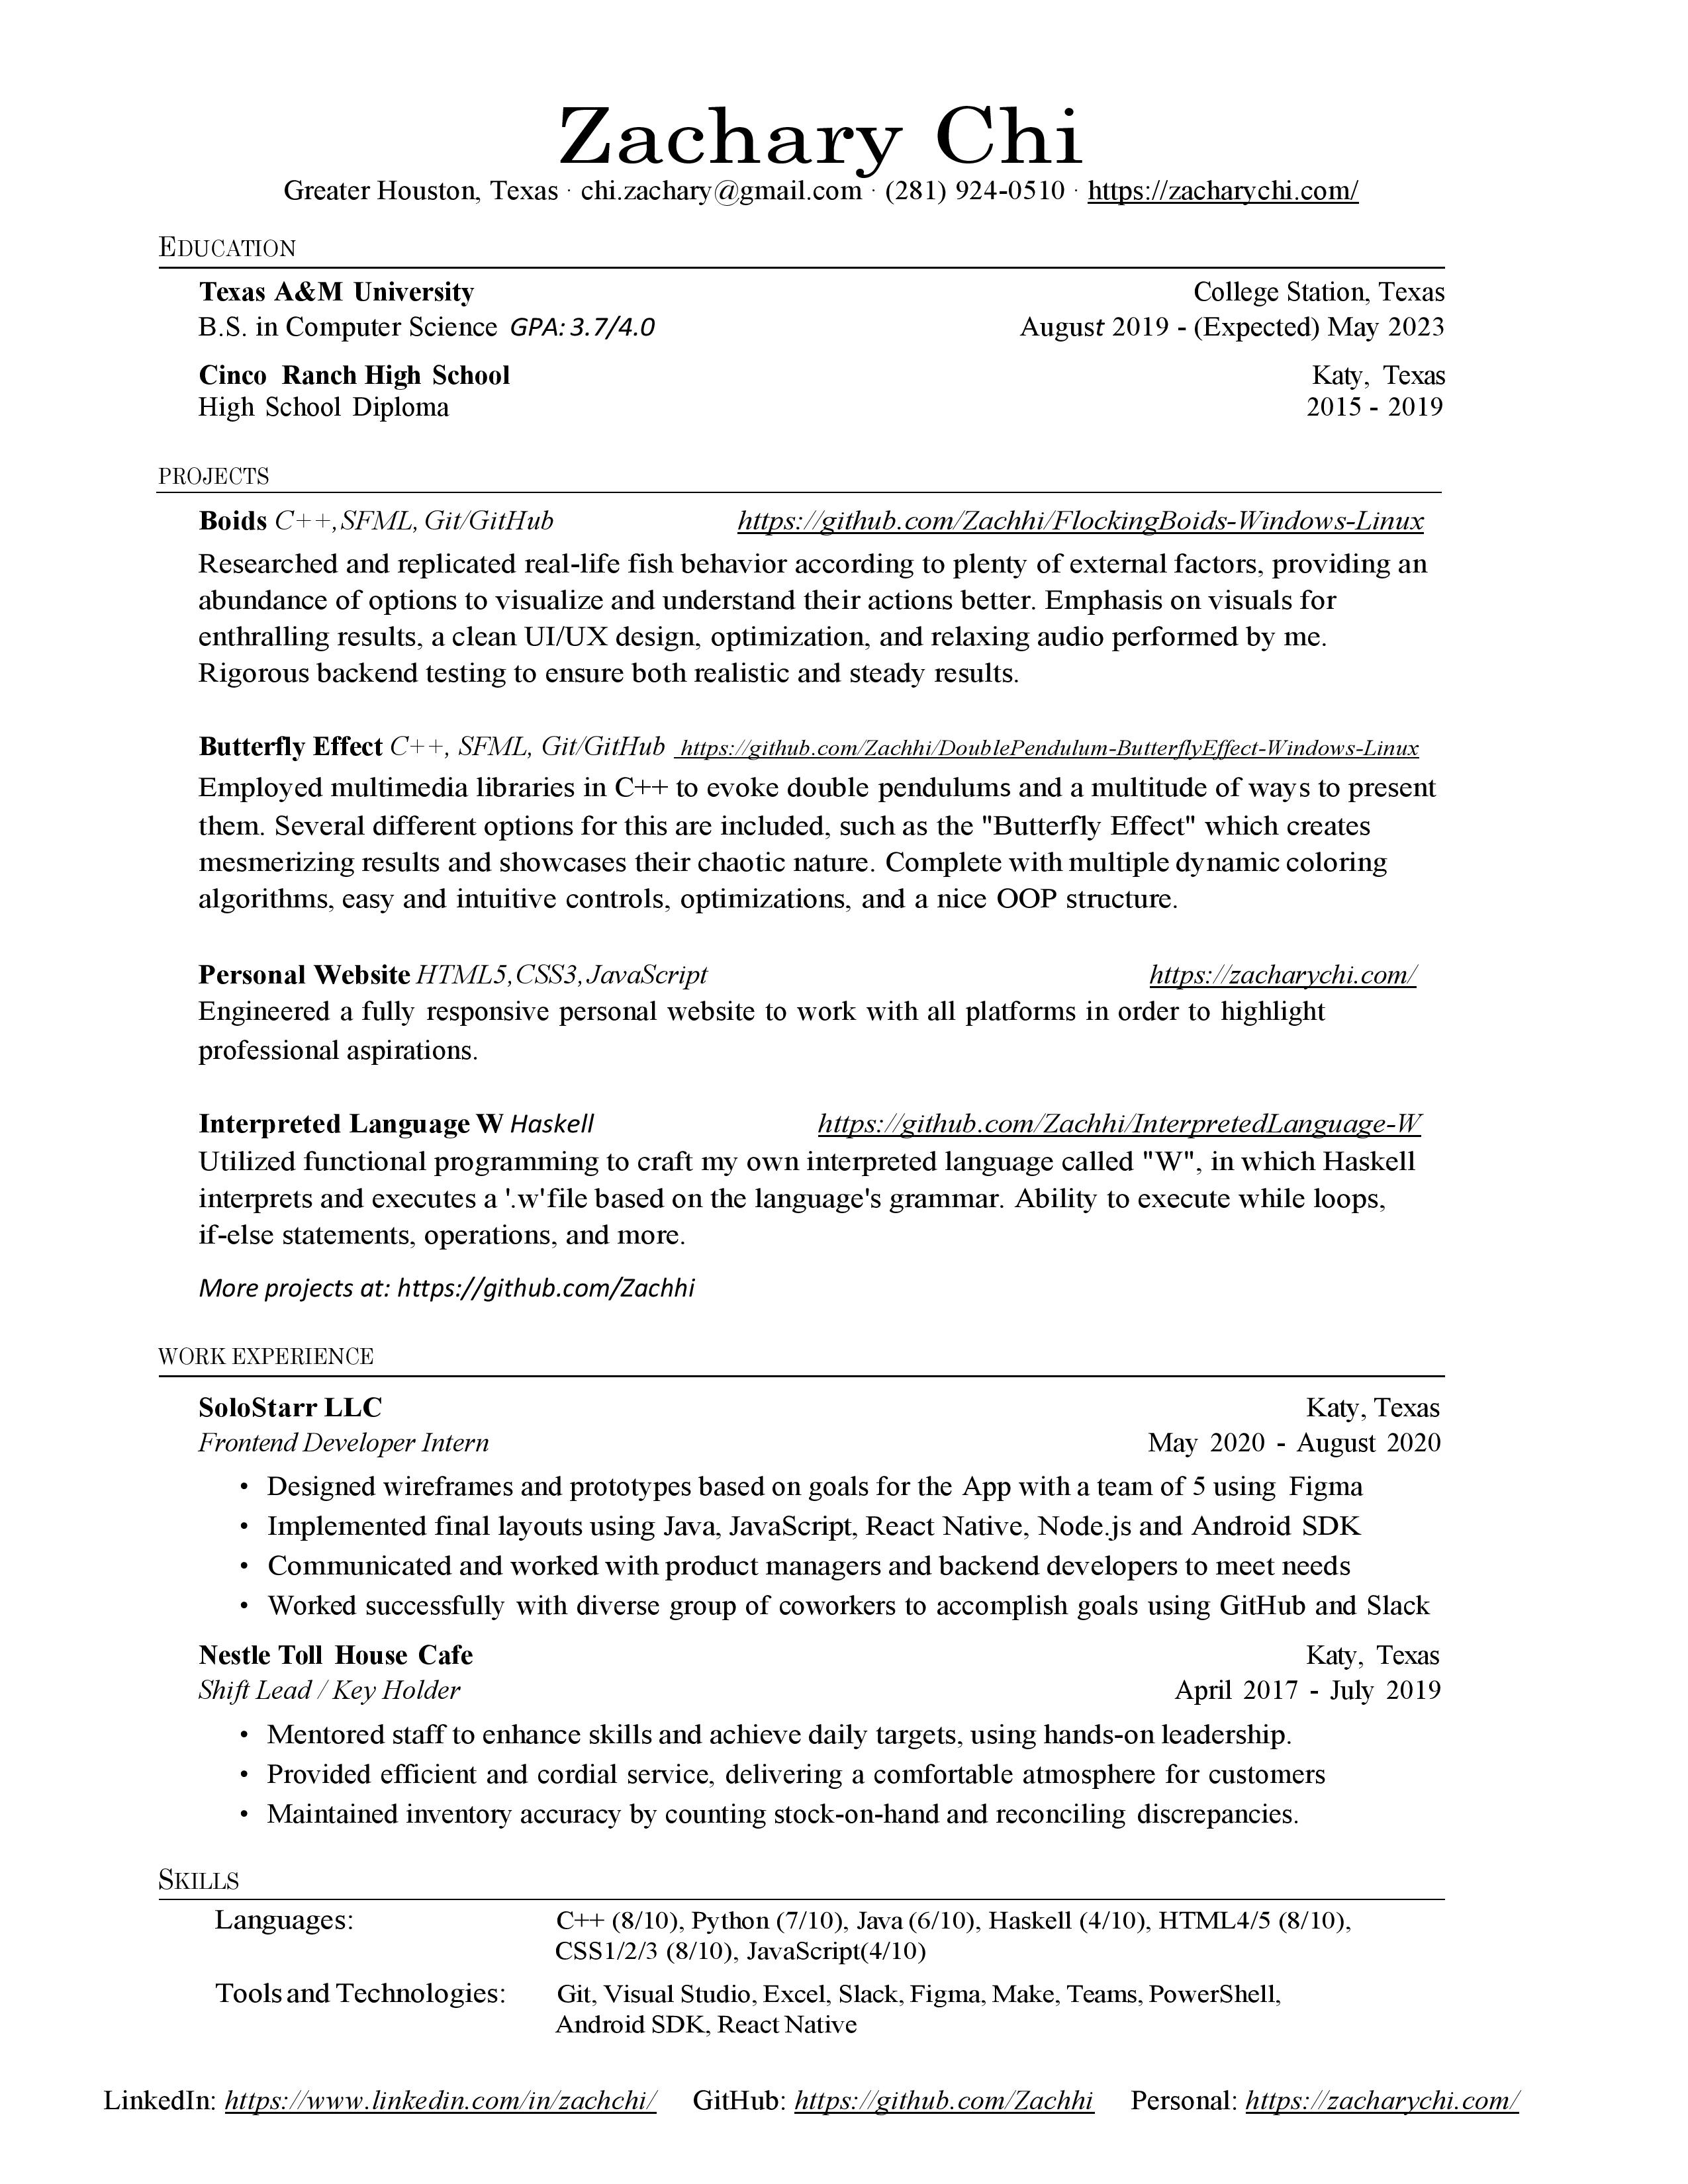 Zachary Chi
Greater Houston, Texas · chi.zachary@gmail.com · (281) 924-0510 · https://zacharychi.com/
EDUCATION
Texas A&M University College Station, Texas
B.S. in Computer Science GPA: 3.7/4.0 August 2019 - (Expected) May 2023
Cinco Ranch High School Katy, Texas
High School Diploma 2015 - 2019
PROJECTS
Boids C++,SFML, Git/GitHub https://github.com/Zachhi/FlockingBoids-Windows-Linux
Researched and replicated real-life fish behavior according to plenty of external factors, providing an
abundance of options to visualize and understand their actions better. Emphasis on visuals for
enthralling results, a clean UI/UX design, optimization, and relaxing audio performed by me.
Rigorous backend testing to ensure both realistic and steady results.
Butterfly Effect C++, SFML, Git/GitHub https://github.com/Zachhi/DoublePendulum-ButterflyEffect-Windows-Linux
Employed multimedia libraries in C++ to evoke double pendulums and a multitude of ways to present
them. Several different options for this are included, such as the "Butterfly Effect" which creates
mesmerizing results and showcases their chaotic nature. Complete with multiple dynamic coloring
algorithms, easy and intuitive controls, optimizations, and a nice OOP structure.
Personal Website HTML5,CSS3,JavaScript https://zacharychi.com/
Engineered a fully responsive personal website to work with all platforms in order to highlight
professional aspirations.
Interpreted Language W Haskell https://github.com/Zachhi/InterpretedLanguage-W
Utilized functional programming to craft my own interpreted language called "W", in which Haskell
interprets and executes a '.w'file based on the language's grammar. Ability to execute while loops,
if-else statements, operations, and more.
More projects at: https://github.com/Zachhi
WORK EXPERIENCE
SoloStarr LLC Katy, Texas
Frontend Developer Intern May 2020 - August 2020
• Designed wireframes and prototypes based on goals for the App with a team of 5 using Figma
• Implemented final layouts using Java, JavaScript, React Native, Node.js and Android SDK
• Communicated and worked with product managers and backend developers to meet needs
• Worked successfully with diverse group of coworkers to accomplish goals using GitHub and Slack
Nestle Toll House Cafe Katy, Texas
Shift Lead / Key Holder April 2017 - July 2019
• Mentored staff to enhance skills and achieve daily targets, using hands-on leadership.
• Provided efficient and cordial service, delivering a comfortable atmosphere for customers
• Maintained inventory accuracy by counting stock-on-hand and reconciling discrepancies.
SKILLS
Languages: C++ (8/10), Python (7/10), Java (6/10), Haskell (4/10), HTML4/5 (8/10),
CSS1/2/3 (8/10), JavaScript(4/10)
Tools and Technologies: Git, Visual Studio, Excel, Slack, Figma, Make, Teams, PowerShell,
Android SDK, React Native
LinkedIn: https://www.linkedin.com/in/zachchi/ GitHub: https://github.com/Zachhi Personal: https://zacharychi.com/